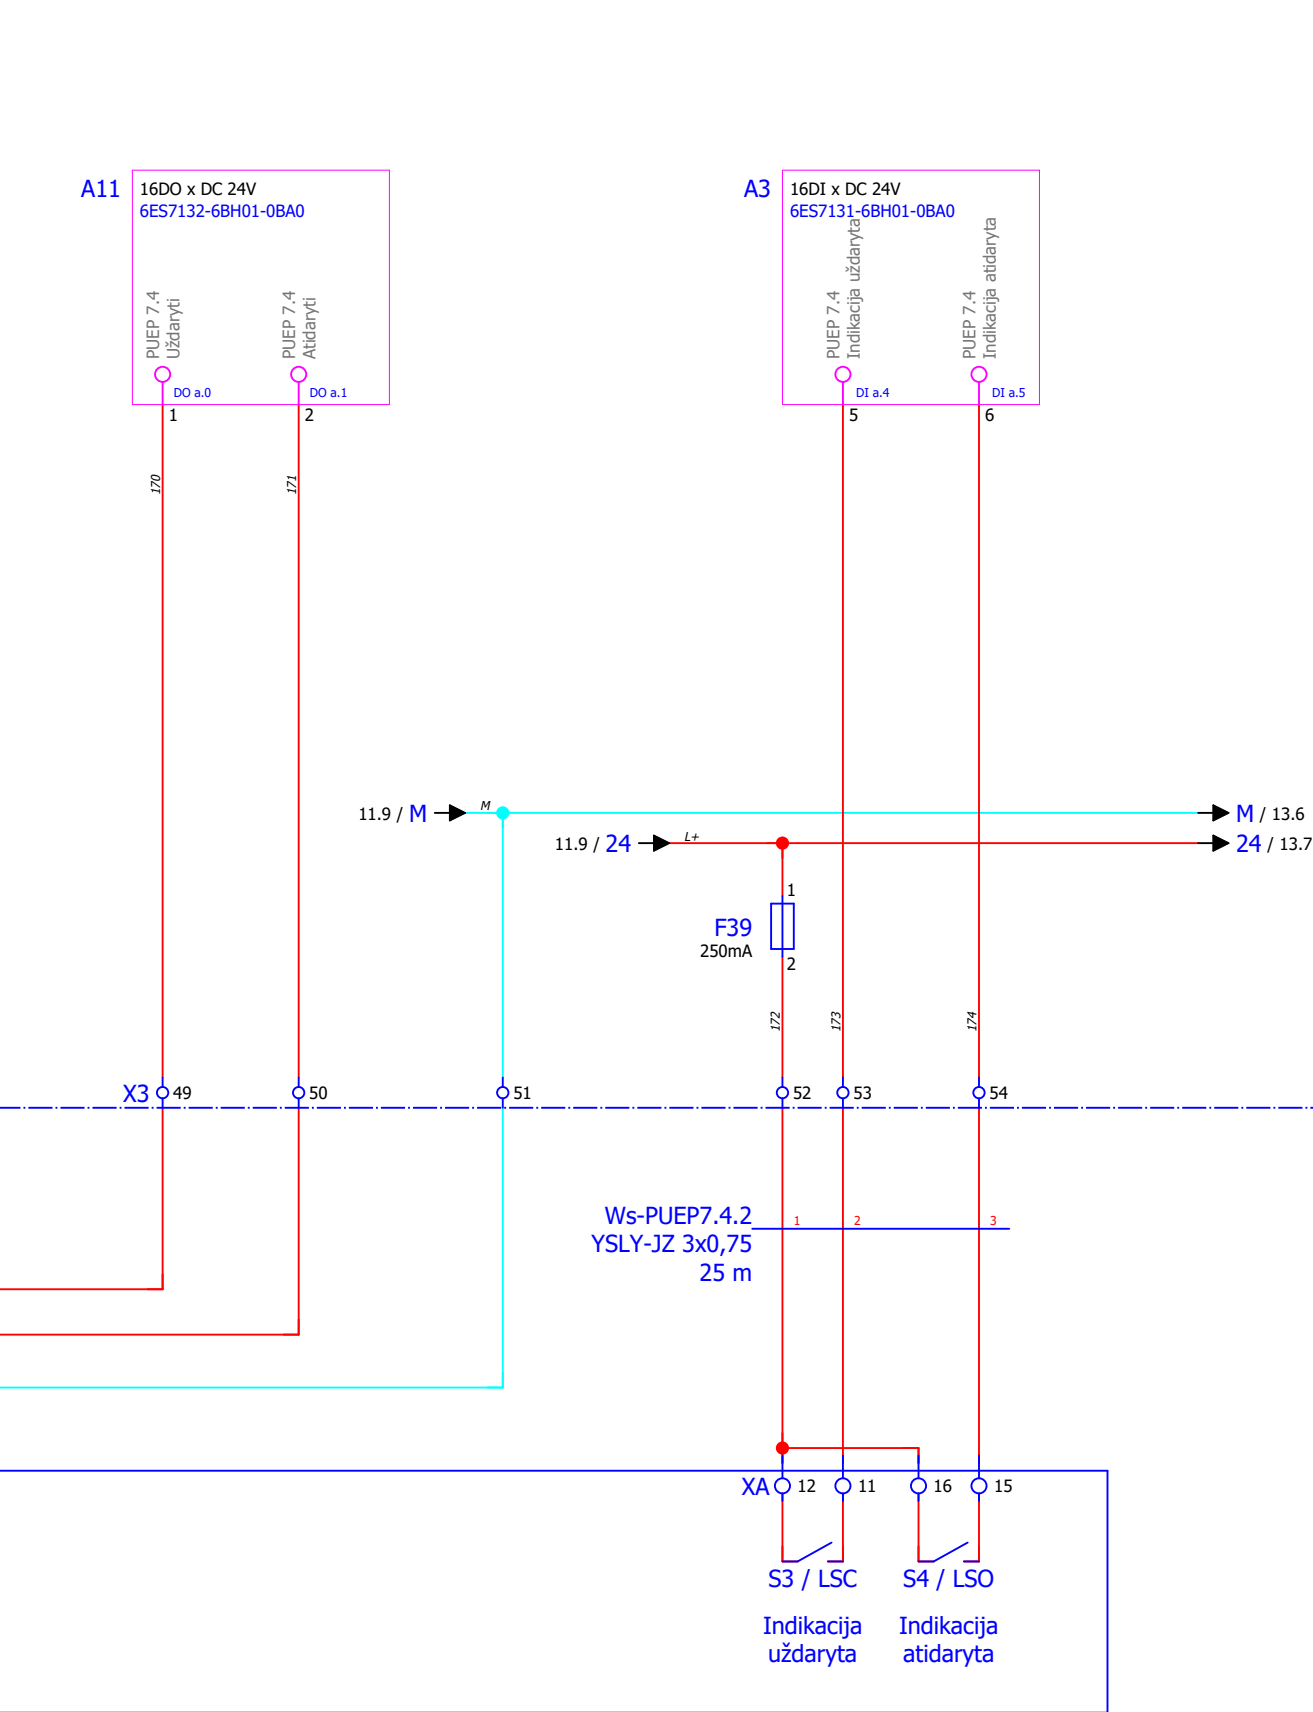 A11
16DO x DC 24V
6ES7132-6BH01-0BA0
PUEP 7.4
Uždaryti
PUEP 7.4
Atidaryti
DO a.0
DO a.1
1
2
170
171
A3
16DI x DC 24V
6ES7131-6BH01-0BA0
PUEP 7.4
Indikacija uždaryta
PUEP 7.4
Indikacija atidaryta
DI a.4
DI a.5
5
6
11.9 / M
M
M / 13.6
11.9 / 24
L+
24 / 13.7
1
F39
250mA
2
172
173
174
X3
49
50
51
52
53
54
Ws-PUEP7.4.2
YSLY-JZ 3x0,75
25 m
1
2
3
XA
12
11
16
15
S3 / LSC
S4 / LSO
Indikacija
uždaryta
Indikacija
atidaryta